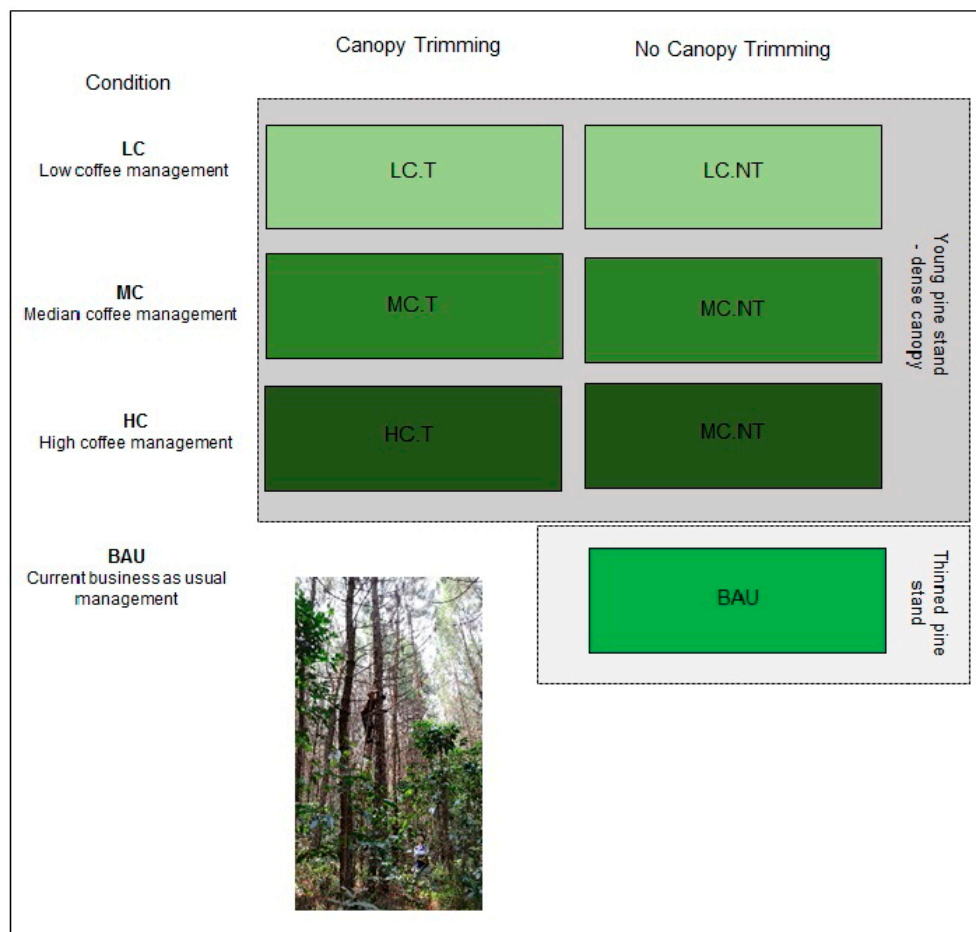 Canopy Trimming
No Canopy Trimming
Condition
LC
Low coffee management
LC.T
LC.NT
MC
Median coffee management
MC.T
MC.NT
HC
High coffee management
HC.T
MC.NT
Young pine stand
- dense canopy
BAU
Current business as usual
management
BAU
Thinned pine
stand